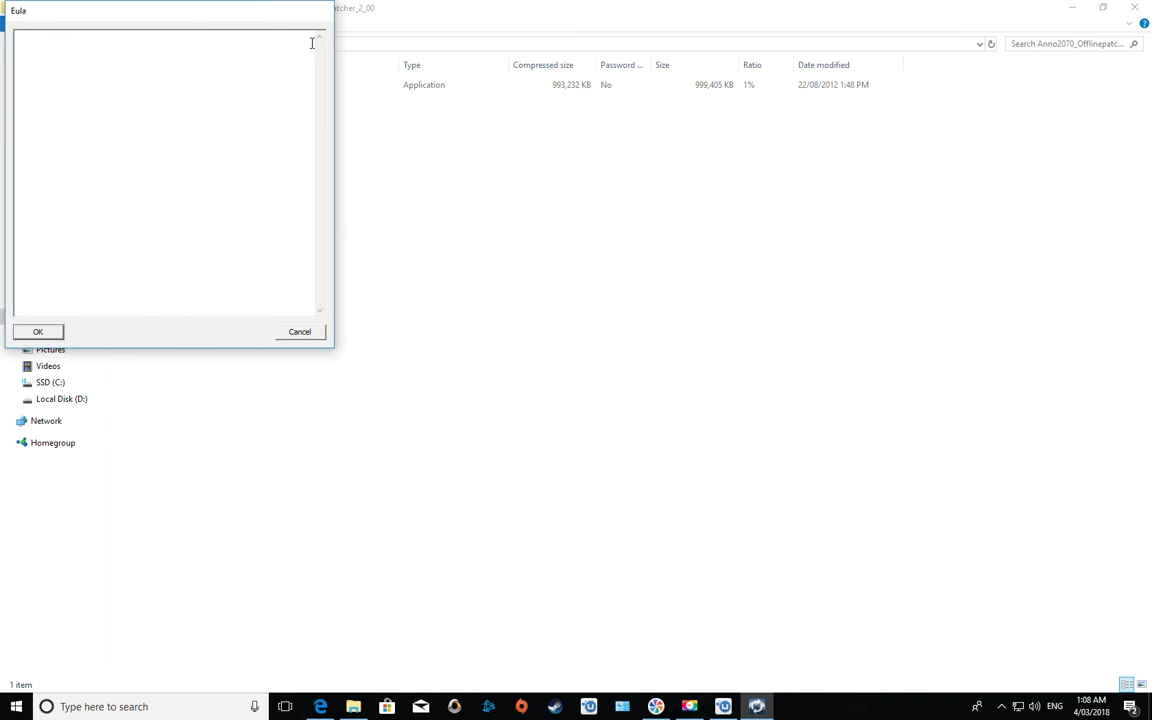 Eula
atcher_2_00
Search Anno2070_Offlinepatc...
Type
Compressed size
Password ...
Size
Ratio
Date modified
Application
993,232 KB
No
999,405 KB
1%
22/08/2012 1:48 PM
OK
Cancel
Pictures
Videos
SSD (C:)
Local Disk (D:)
Network
Homegroup
1 item
Type here to search
ENG
1:08 AM
4/03/2018
2